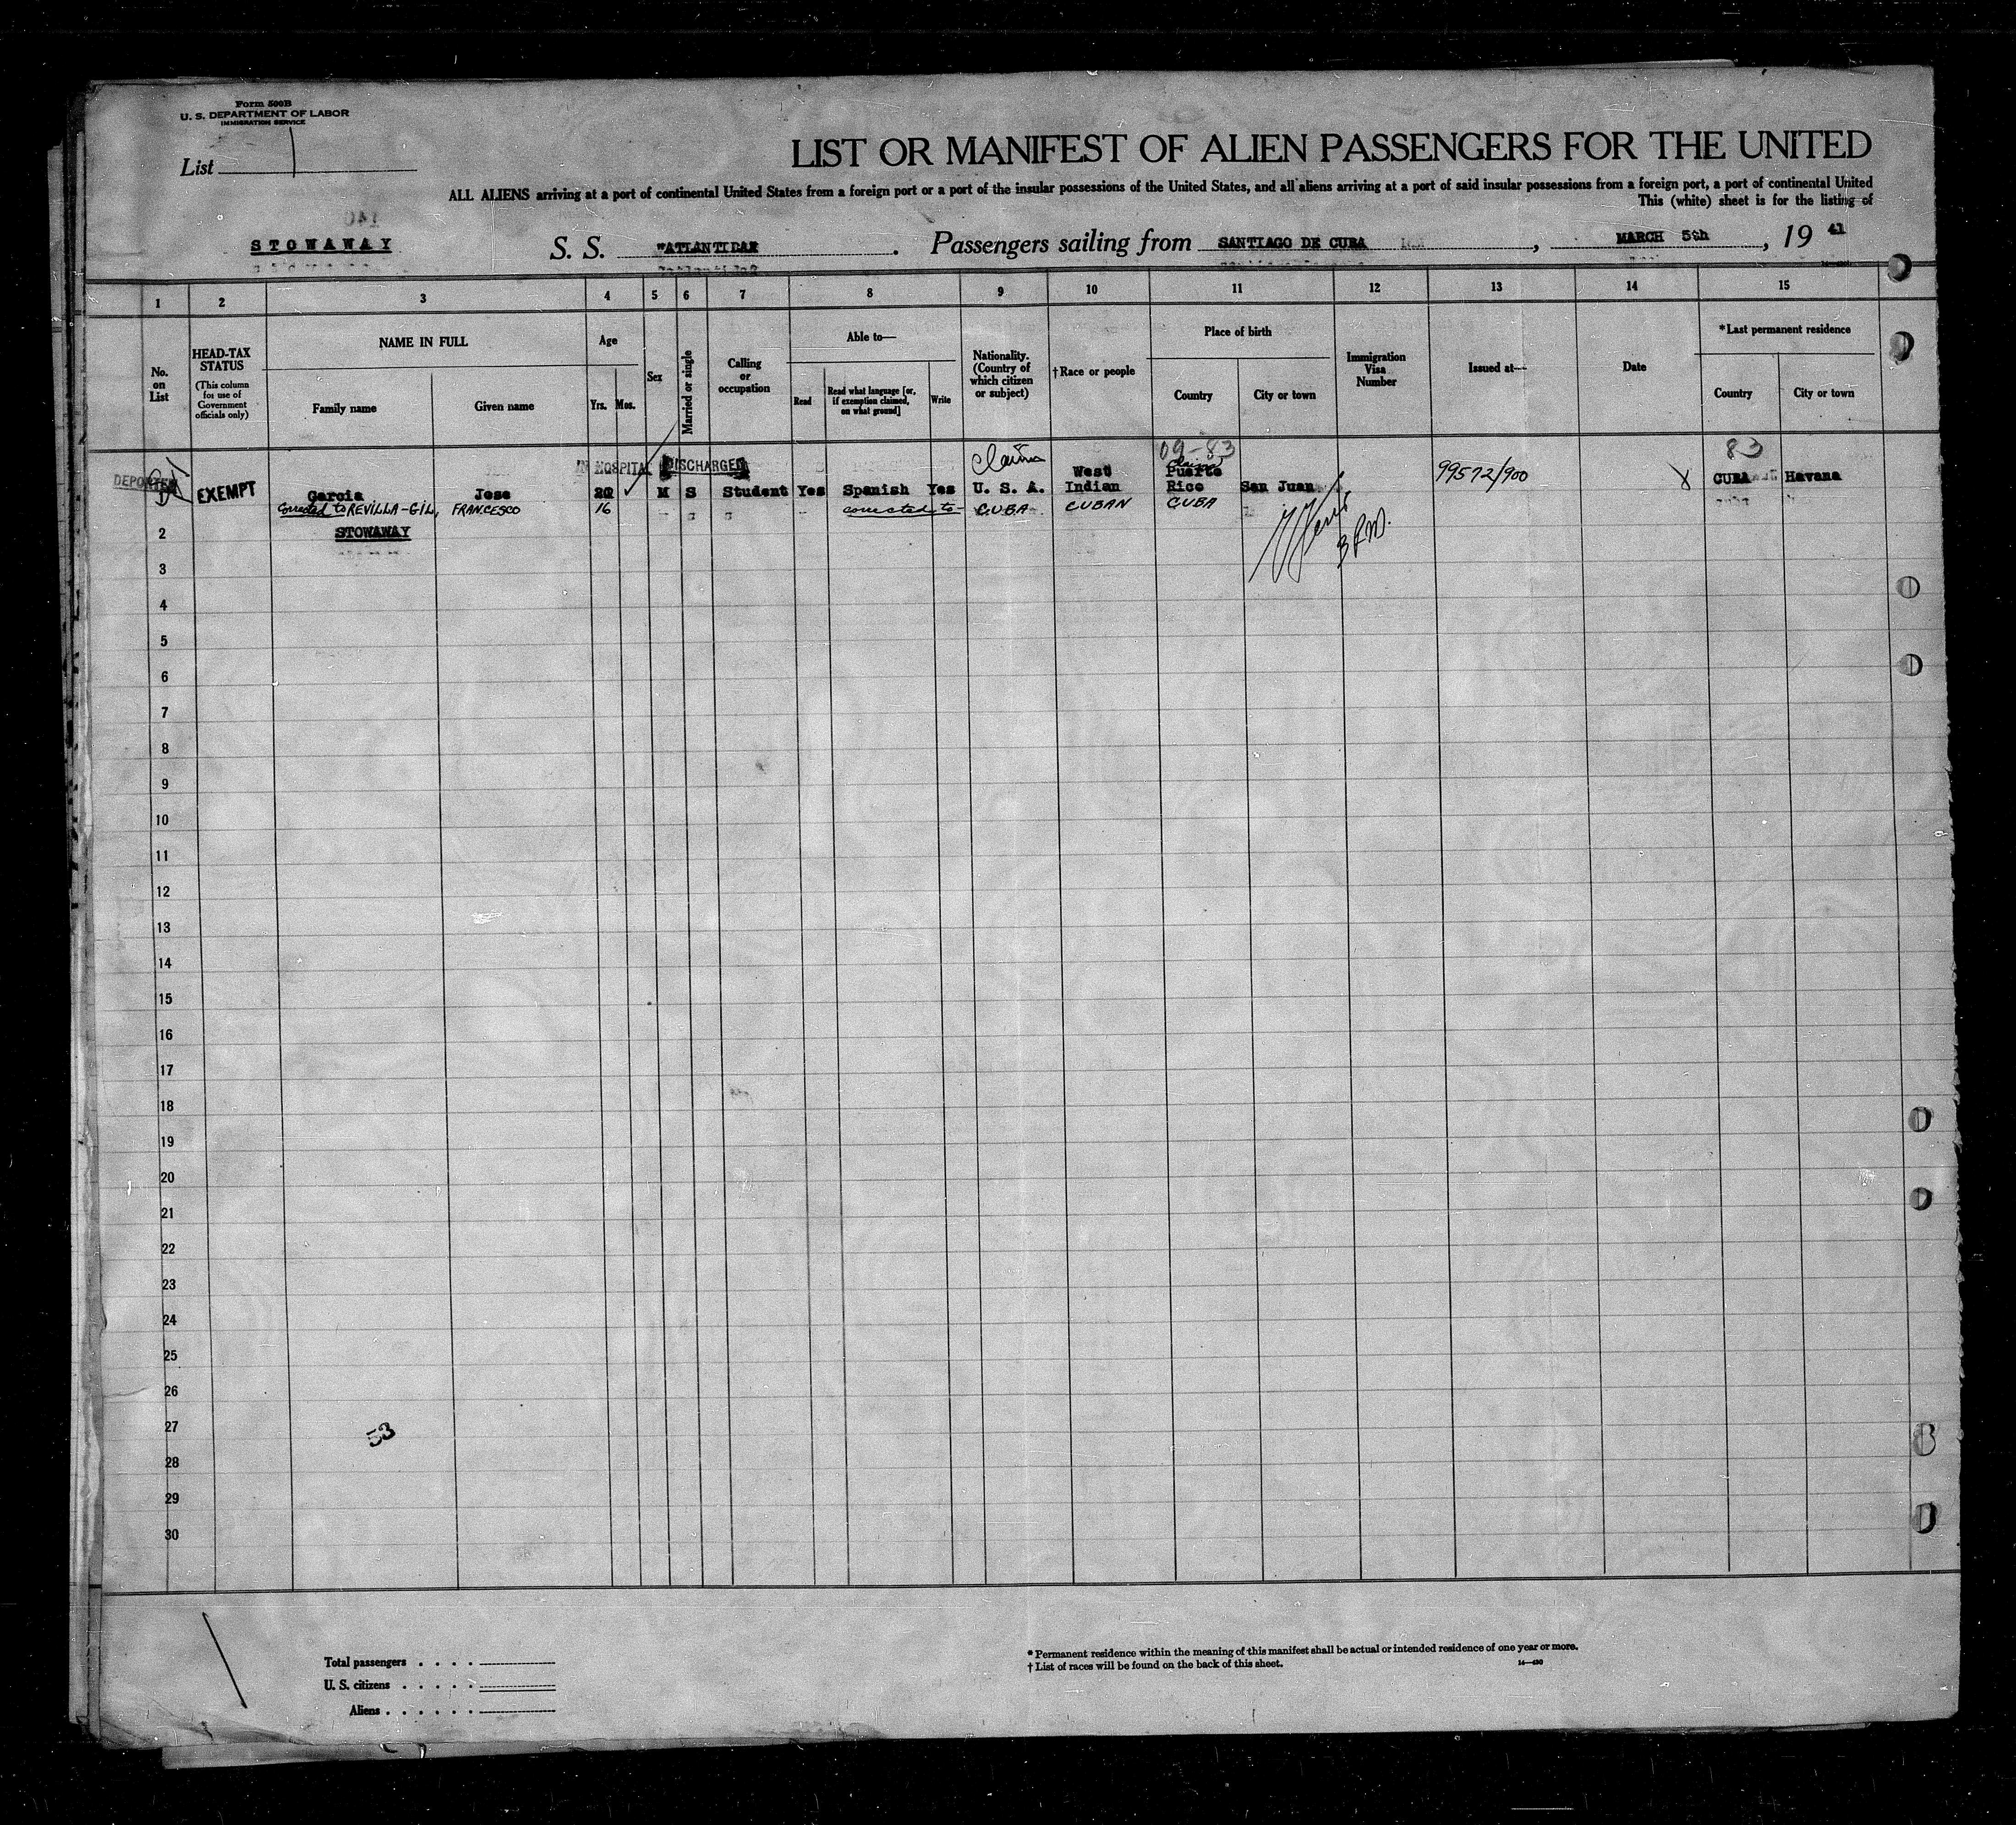 Form 500B
U. S. DEPARTMENT OF LABOR
IMMIGRATION SERVICE
List 1
LIST OR MANIFEST OF ALIEN PASSENGERS FOR THE UNITED
ALL ALIENS arriving at a port of continental United States from a foreign port or a port of the insular possessions of the United States, and all aliens arriving at a port of said insular possessions from a foreign port, a port of continental United
This (white) sheet is for the listing of
STOWAWAY S. S. "ATLANTIDA" . Passengers sailing from SANTIAGO DE CUBA , MARCH 5th , 19 41
1 2 3 4 5 6 7 8 9 10 11 12 13 14 15
No. on List
HEAD-TAX STATUS
(This column for use of Government officials only)
NAME IN FULL
Family name
Given name
Age
Yrs. Mos.
Sex
Married or single
Calling or occupation
Able to—
Read
Read what language [or, if exemption claimed, on what ground]
Write
Nationality. (Country of which citizen or subject)
†Race or people
Place of birth
Country
City or town
Immigration Visa Number
Issued at—
Date
*Last permanent residence
Country
City or town
09-83 83
IN HOSPITAL DISCHARGED claims claims
DEPORTED EXEMPT Garcia Jose 22 M S Student Yes Spanish Yes U. S. A. West Indian Puerto Rico San Juan 99572/900 X CUBA Havana
Corrected to REVILLA-GIL, FRANCESCO 16 corrected to- CUBA CUBAN CUBA
2 STOWAWAY
3
4
5
6
7
8
9
10
11
12
13
14
15
16
17
18
19
20
21
22
23
24
25
26
27 53
28
29
30
Total passengers . . . .
U. S. citizens . . . . .
Aliens . . . . . .
* Permanent residence within the meaning of this manifest shall be actual or intended residence of one year or more.
† List of races will be found on the back of this sheet. 14—430